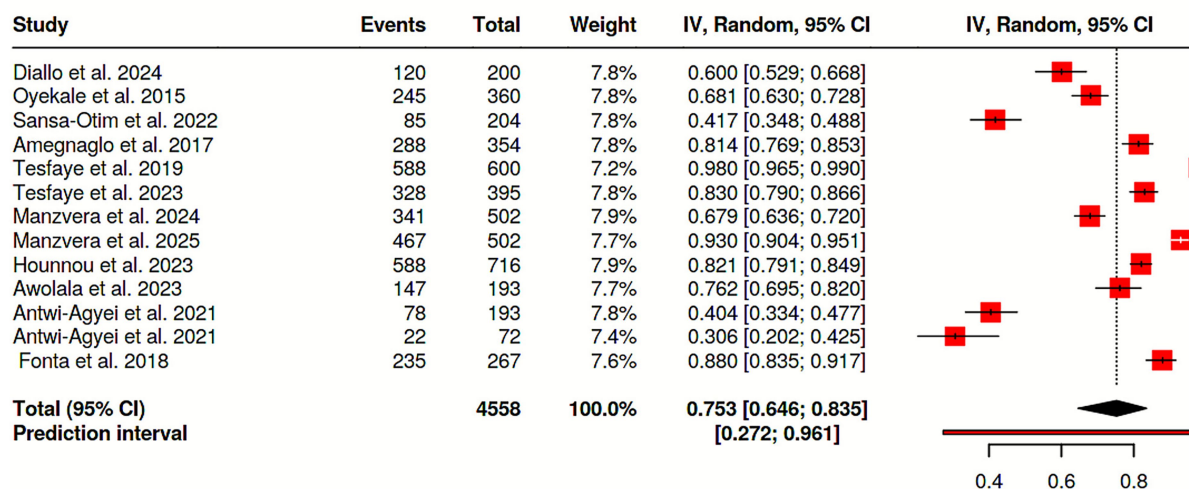 Study Events Total Weight IV, Random, 95% CI IV, Random, 95% CI
Diallo et al. 2024 120 200 7.8% 0.600 [0.529; 0.668]
Oyekale et al. 2015 245 360 7.8% 0.681 [0.630; 0.728]
Sansa-Otim et al. 2022 85 204 7.8% 0.417 [0.348; 0.488]
Amegnaglo et al. 2017 288 354 7.8% 0.814 [0.769; 0.853]
Tesfaye et al. 2019 588 600 7.2% 0.980 [0.965; 0.990]
Tesfaye et al. 2023 328 395 7.8% 0.830 [0.790; 0.866]
Manzvera et al. 2024 341 502 7.9% 0.679 [0.636; 0.720]
Manzvera et al. 2025 467 502 7.7% 0.930 [0.904; 0.951]
Hounnou et al. 2023 588 716 7.9% 0.821 [0.791; 0.849]
Awolala et al. 2023 147 193 7.7% 0.762 [0.695; 0.820]
Antwi-Agyei et al. 2021 78 193 7.8% 0.404 [0.334; 0.477]
Antwi-Agyei et al. 2021 22 72 7.4% 0.306 [0.202; 0.425]
Fonta et al. 2018 235 267 7.6% 0.880 [0.835; 0.917]
Total (95% CI) 4558 100.0% 0.753 [0.646; 0.835]
Prediction interval [0.272; 0.961]
0.4 0.6 0.8